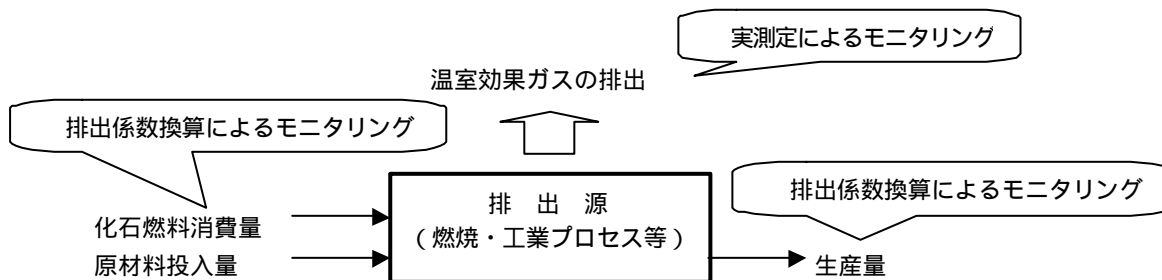 実測定によるモニタリング
温室効果ガスの排出
排出係数換算によるモニタリング
排出係数換算によるモニタリング
排　出　源
（燃焼・工業プロセス等）
化石燃料消費量
原材料投入量
生産量